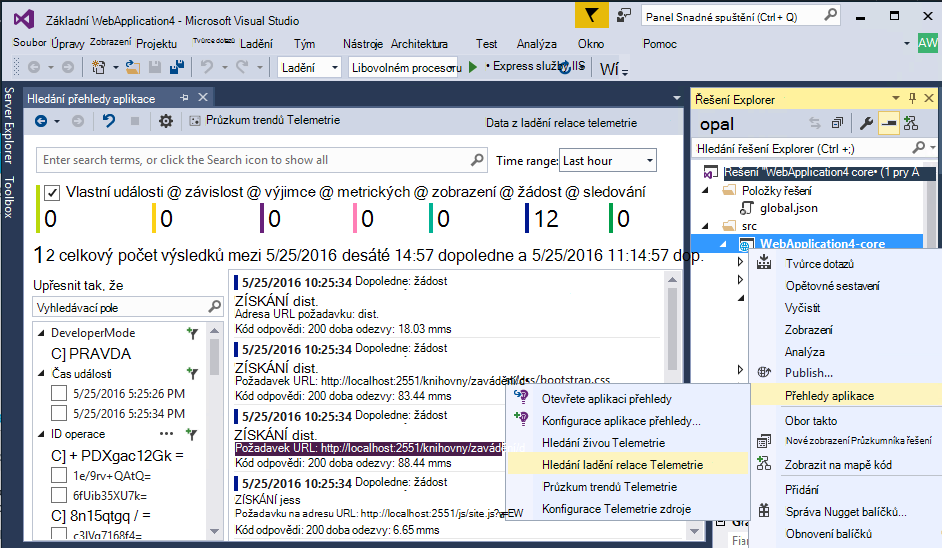 Základní WebApplication4 - Microsoft Visual Studio
Panel Snadné spuštění (Ctrl + Q)
Soubor Úpravy Zobrazení Projektu Tvůrce dotazů Ladění Tým Nástroje Architektura Test Analýza Okno Pomoc
AW
Ladění Libovolném procesoru • Express služby IIS Wí
Server Explorer
Toolbox
Hledání přehledy aplikace
Průzkum trendů Telemetrie
Data z ladění relace telemetrie
Enter search terms, or click the Search icon to show all
Time range: Last hour
Vlastní události @ závislost @ výjimce @ metrických @ zobrazení @ žádost @ sledování
0 0 0 0 0 12 0
12 celkový počet výsledků mezi 5/25/2016 desáté 14:57 dopoledne a 5/25/2016 11:14:57 dop.
Upřesnit tak, že
Vyhledávací pole
DeveloperMode
C] PRAVDA
Čas události
5/25/2016 5:25:26 PM
5/25/2016 5:25:34 PM
ID operace
C] + PDXgac12Gk =
1e/9rv+QAtQ=
6fUib35XU7k=
C] 8n15qtgq / =
c3IVg7168f4=
5/25/2016 10:25:34 Dopoledne: žádost
ZÍSKÁNÍ dist.
Adresa URL požadavku: dist.
Kód odpovědi: 200 doba odezvy: 18.03 mms
5/25/2016 10:25:34 Dopoledne: žádost
ZÍSKÁNÍ dist.
Požadavek URL: http://localhost:2551/knihovny/zavádění/d
/css/bootstrap.css
Kód odpovědi: 200 doba odezvy: 83.44 mms
5/25/2016 10:25:34 Dopoledne: žádost
ZÍSKÁNÍ dist.
Požadavek URL: http://localhost:2551/knihovny/zavádění/d
Kód odpovědi: 200 doba odezvy: 88.44 mms
5/25/2016 10:25:34 Dopoledne: žádost
ZÍSKÁNÍ jess
Požadavku na adresu URL: http://localhost:2551/js/site.js?v=EW
Kód odpovědi: 200 doba odezvy: 6.65 mms
Otevřete aplikaci přehledy
Konfigurace aplikace přehledy...
Hledání živou Telemetrie
Hledání ladění relace Telemetrie
Průzkum trendů Telemetrie
Konfigurace Telemetrie zdroje
Řešení Explorer
opal
Hledání řešení Explorer (Ctrl +;)
Řešení "WebApplication4 core• (1 pry A
Položky řešení
global.json
src
WebApplication4-core
Tvůrce dotazů
Opětovné sestavení
Vyčistit
Zobrazení
Analýza
Publish...
Přehledy aplikace
Obor takto
Nové zobrazení Průzkumníka řešení
Zobrazit na mapě kód
Přidání
Správa Nugget balíčků...
Obnovení balíčků